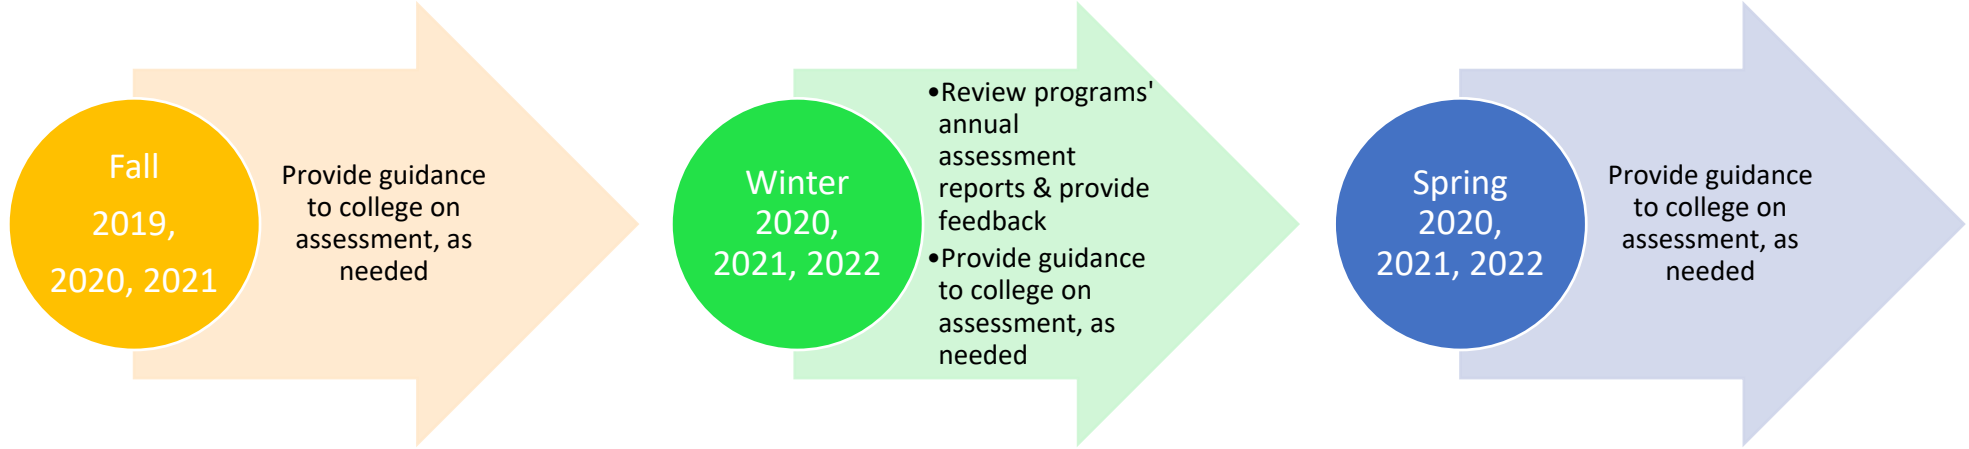 Fall
2019,
2020, 2021
Provide guidance
to college on
assessment, as
needed
Winter
2020,
2021, 2022
•Review programs'
annual
assessment
reports & provide
feedback
•Provide guidance
to college on
assessment, as
needed
Spring
2020,
2021, 2022
Provide guidance
to college on
assessment, as
needed